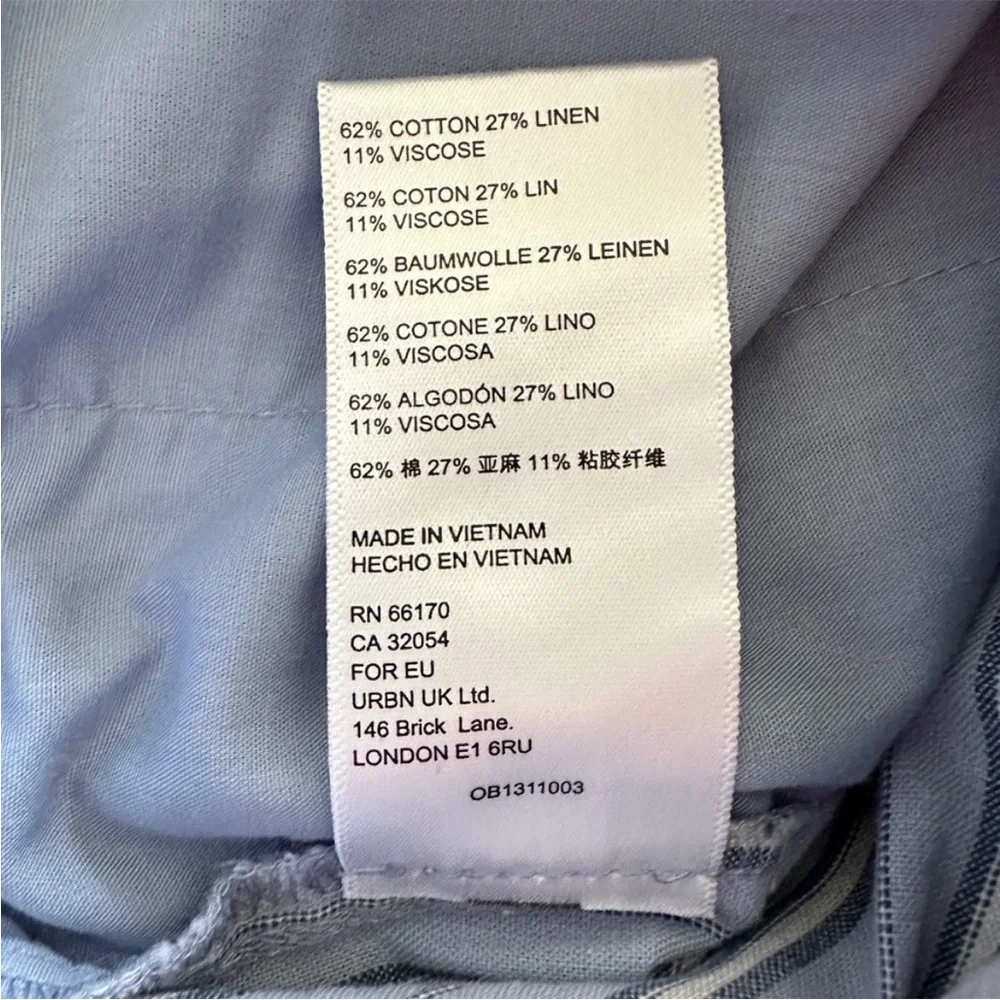 62% COTTON 27% LINEN
11% VISCOSE
62% COTON 27% LIN
11% VISCOSE
62% BAUMWOLLE 27% LEINEN
11% VISKOSE
62% COTONE 27% LINO
11% VISCOSA
62% ALGODÓN 27% LINO
11% VISCOSA
62% 棉 27% 亚麻 11% 粘胶纤维
MADE IN VIETNAM
HECHO EN VIETNAM
RN 66170
CA 32054
FOR EU
URBN UK Ltd.
146 Brick Lane.
LONDON E1 6RU
OB1311003